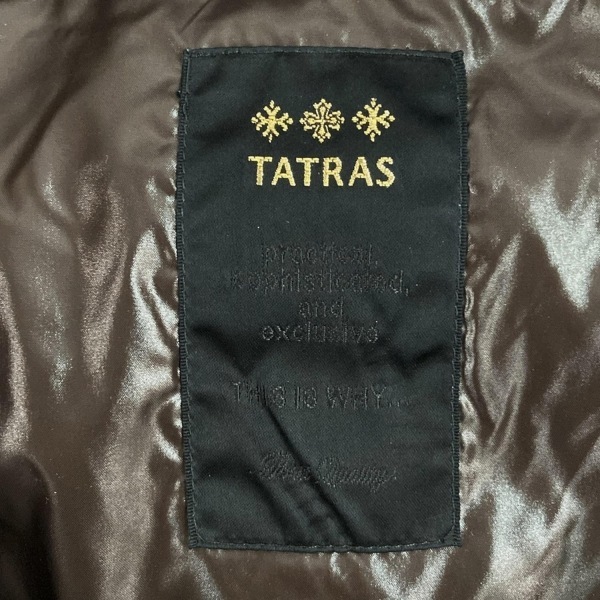 TATRAS
practical,
sophisticated,
and
exclusive
THIS IS WHY...